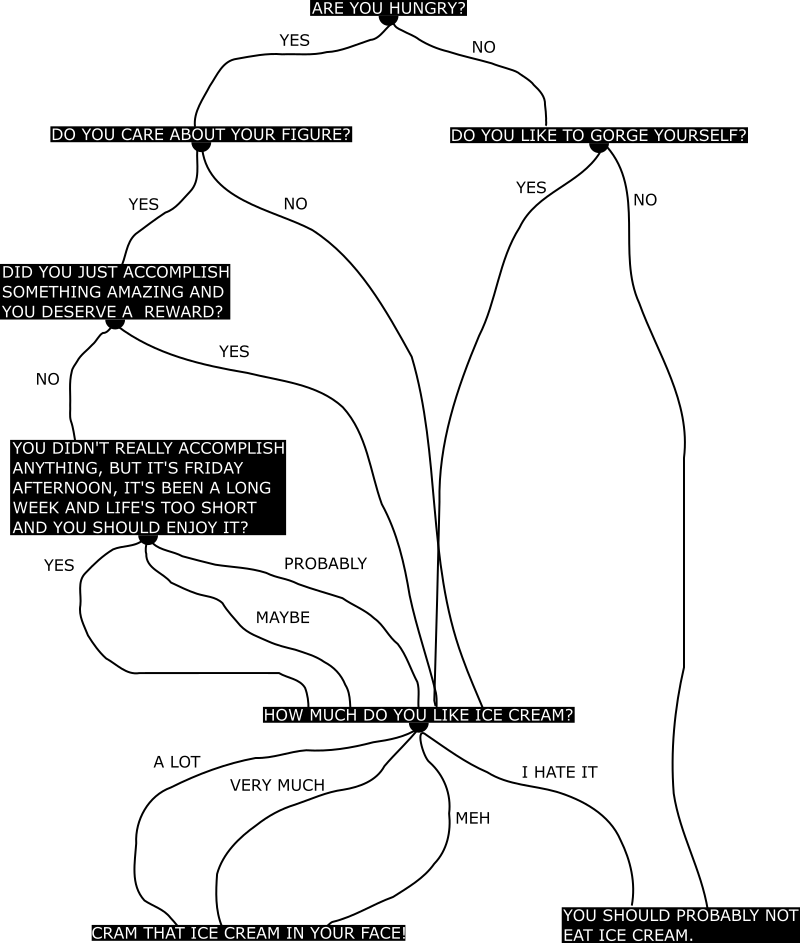 ARE YOU HUNGRY?
YES
NO
DO YOU CARE ABOUT YOUR FIGURE?
DO YOU LIKE TO GORGE YOURSELF?
YES
NO
YES
NO
DID YOU JUST ACCOMPLISH
SOMETHING AMAZING AND
YOU DESERVE A  REWARD?
NO
YES
YOU DIDN'T REALLY ACCOMPLISH
ANYTHING, BUT IT'S FRIDAY
AFTERNOON, IT'S BEEN A LONG
WEEK AND LIFE'S TOO SHORT
AND YOU SHOULD ENJOY IT?
YES
MAYBE
PROBABLY
HOW MUCH DO YOU LIKE ICE CREAM?
A LOT
VERY MUCH
MEH
I HATE IT
CRAM THAT ICE CREAM IN YOUR FACE!
YOU SHOULD PROBABLY NOT
EAT ICE CREAM.